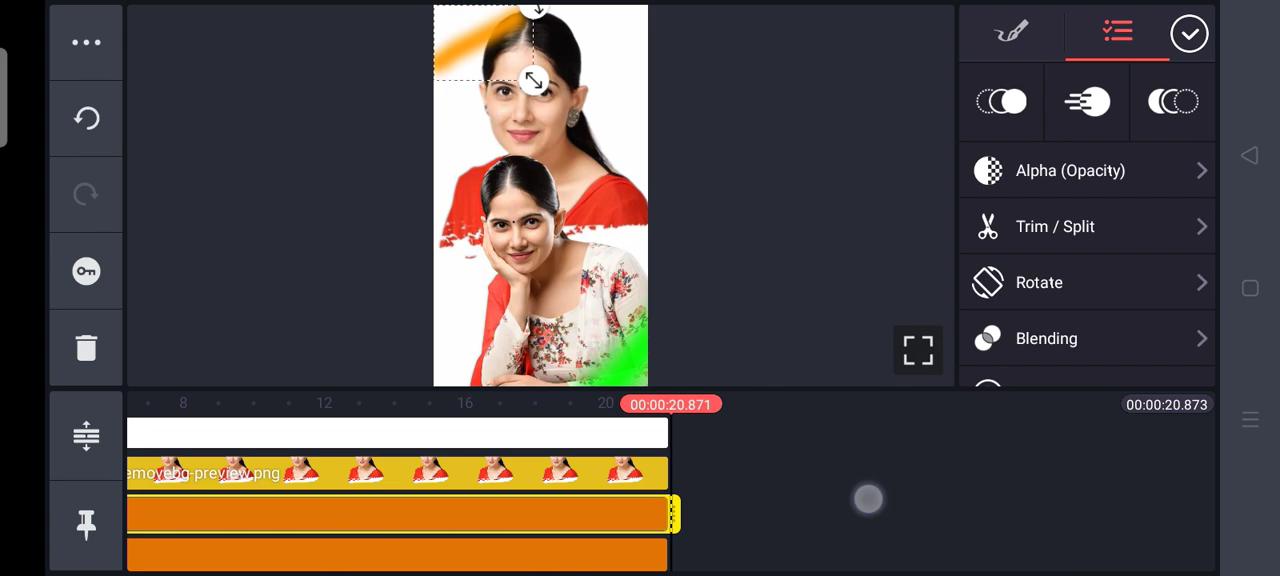 Alpha (Opacity)
Trim / Split
Rotate
Blending
8
12
16
20
00:00:20.871
00:00:20.873
emovebg-preview.png